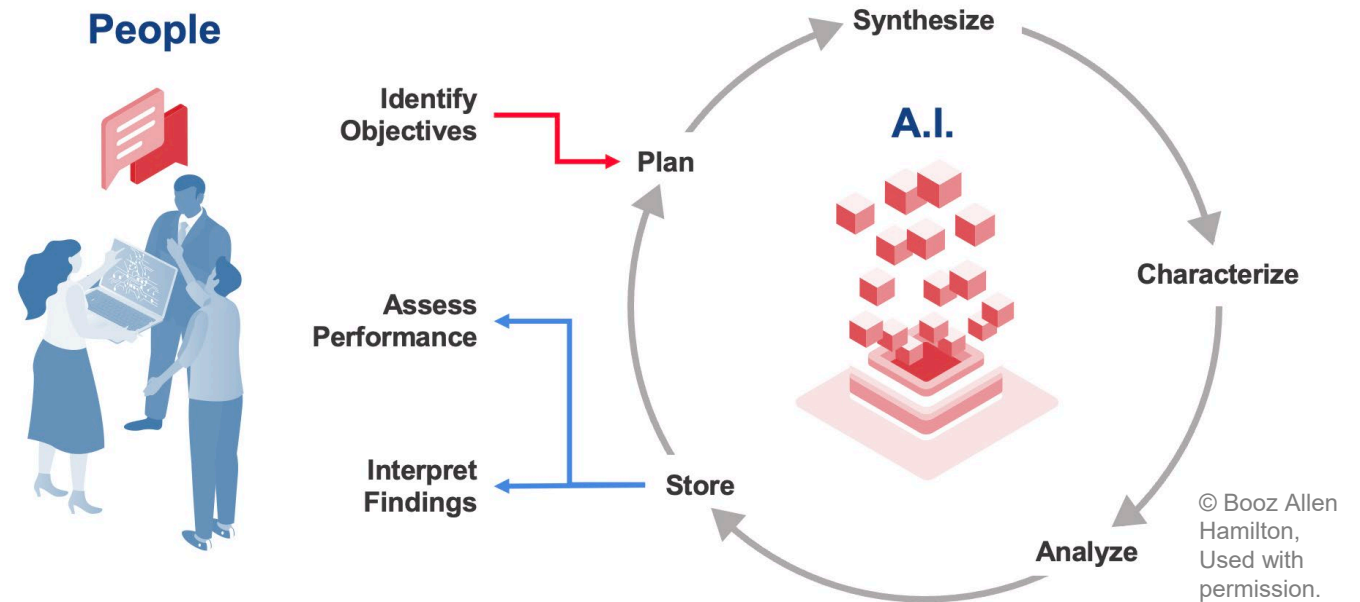 People
Identify
Objectives
Assess
Performance
Interpret
Findings
Synthesize
A.I.
Plan
Characterize
Store
Analyze
© Booz Allen
Hamilton,
Used with
permission.